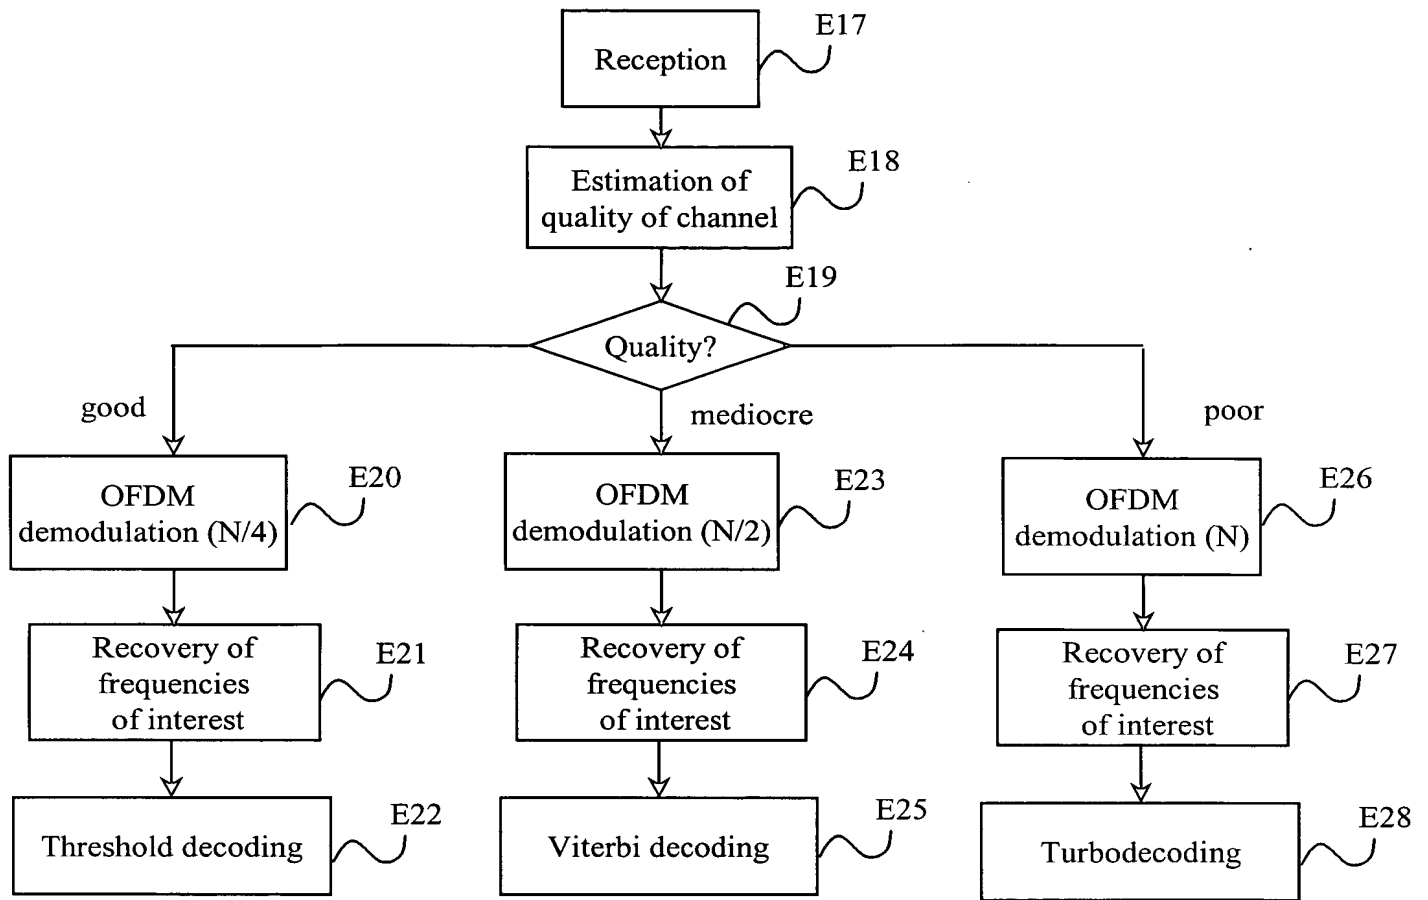 E17
Reception
E18
Estimation of
quality of channel
E19
Quality?
good
mediocre
poor
E20
OFDM
demodulation (N/4)
E23
OFDM
demodulation (N/2)
E26
OFDM
demodulation (N)
E21
Recovery of
frequencies
of interest
E24
Recovery of
frequencies
of interest
E27
Recovery of
frequencies
of interest
E22
Threshold decoding
E25
Viterbi decoding
E28
Turbodecoding